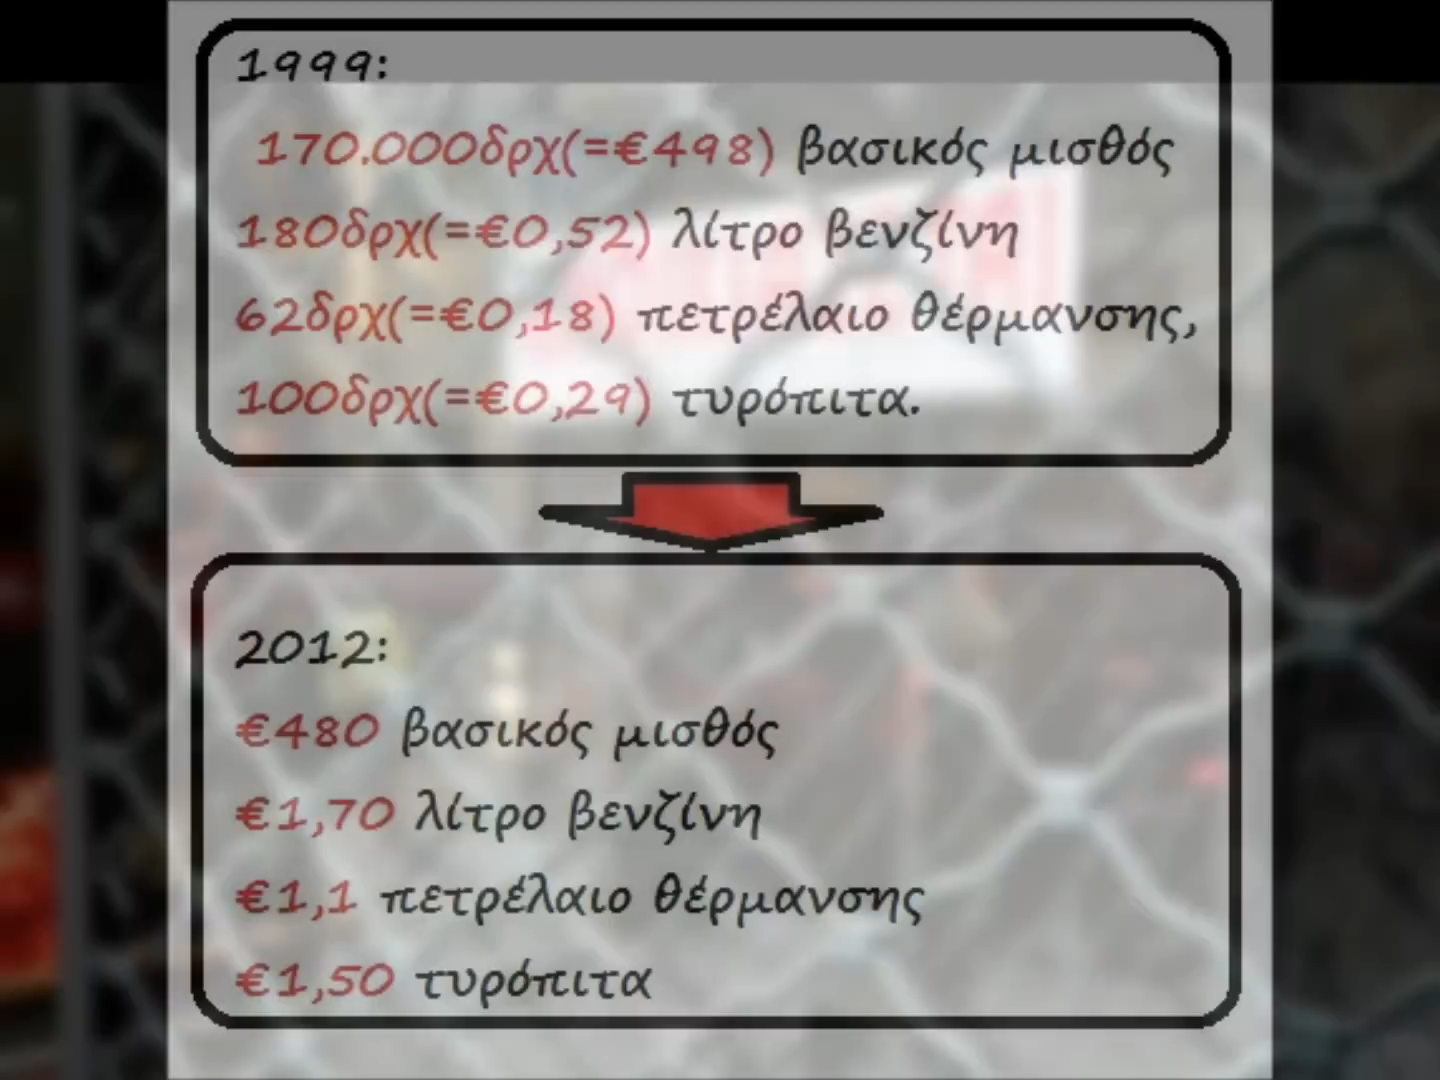 1999:
170.000δρχ(=€498) βασικός μισθός
180δρχ(=€0,52) λίτρο βενζίνη
62δρχ(=€0,18) πετρέλαιο θέρμανσης,
100δρχ(=€0,29) τυρόπιτα.
2012:
€480 βασικός μισθός
€1,70 λίτρο βενζίνη
€1,1 πετρέλαιο θέρμανσης
€1,50 τυρόπιτα